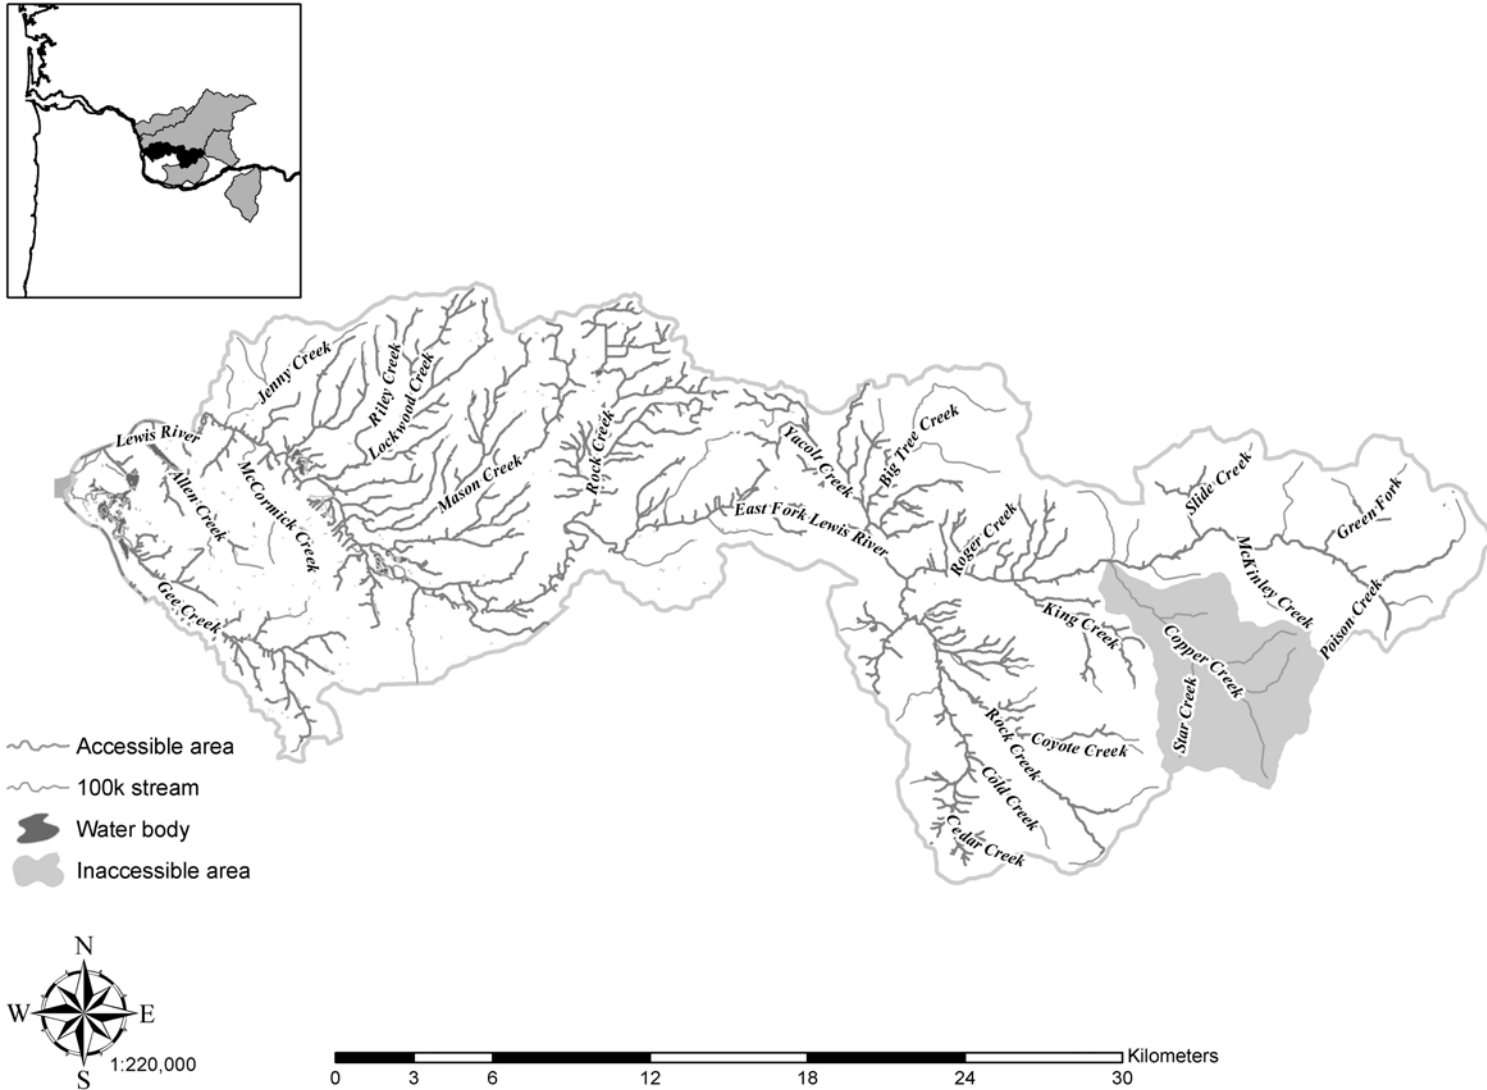 Jenny Creek
Riley Creek
Lockwood Creek
Lewis River
Allen Creek
McCormick Creek
Mason Creek
Rock Creek
Gee Creek
Yacolt Creek
Big Tree Creek
East Fork Lewis River
Roger Creek
Slide Creek
Green Fork
McKinley Creek
Poison Creek
King Creek
Copper Creek
Star Creek
Rock Creek
Coyote Creek
Cold Creek
Cedar Creek
Accessible area
100k stream
Water body
Inaccessible area
N
W E
S
1:220,000
Kilometers
0 3 6 12 18 24 30